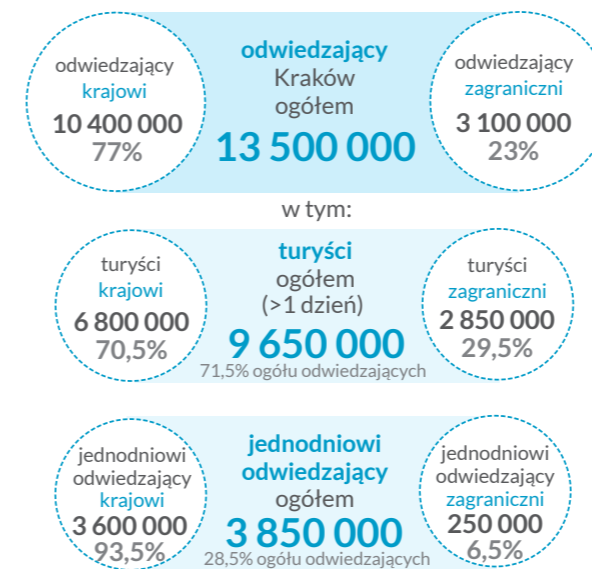 odwiedzający
krajowi
10 400 000
77%
odwiedzający
Kraków
ogółem
13 500 000
odwiedzający
zagraniczni
3 100 000
23%
w tym:
turyści
krajowi
6 800 000
70,5%
turyści
ogółem
(>1 dzień)
9 650 000
71,5% ogółu odwiedzających
turyści
zagraniczni
2 850 000
29,5%
jednodniowi
odwiedzający
krajowi
3 600 000
93,5%
jednodniowi
odwiedzający
ogółem
3 850 000
28,5% ogółu odwiedzających
jednodniowi
odwiedzający
zagraniczni
250 000
6,5%